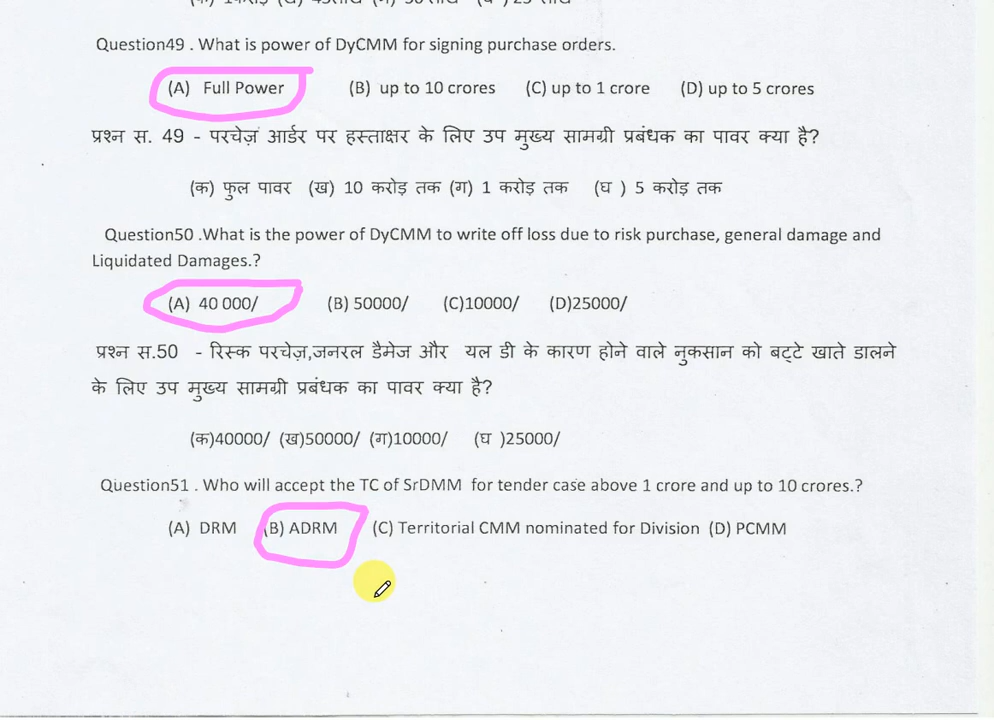 Question49 . What is power of DyCMM for signing purchase orders.
(A) Full Power (B) up to 10 crores (C) up to 1 crore (D) up to 5 crores
प्रश्न स. 49 - परचेज़ आर्डर पर हस्ताक्षर के लिए उप मुख्य सामग्री प्रबंधक का पावर क्या है?
(क) फुल पावर (ख) 10 करोड़ तक (ग) 1 करोड़ तक (घ ) 5 करोड़ तक
Question50 .What is the power of DyCMM to write off loss due to risk purchase, general damage and
Liquidated Damages.?
(A) 40 000/ (B) 50000/ (C)10000/ (D)25000/
प्रश्न स.50 - रिस्क परचेज़,जनरल डैमेज और यल डी के कारण होने वाले नुकसान को बट्टे खाते डालने
के लिए उप मुख्य सामग्री प्रबंधक का पावर क्या है?
(क)40000/ (ख)50000/ (ग)10000/ (घ )25000/
Question51 . Who will accept the TC of SrDMM for tender case above 1 crore and up to 10 crores.?
(A) DRM (B) ADRM (C) Territorial CMM nominated for Division (D) PCMM